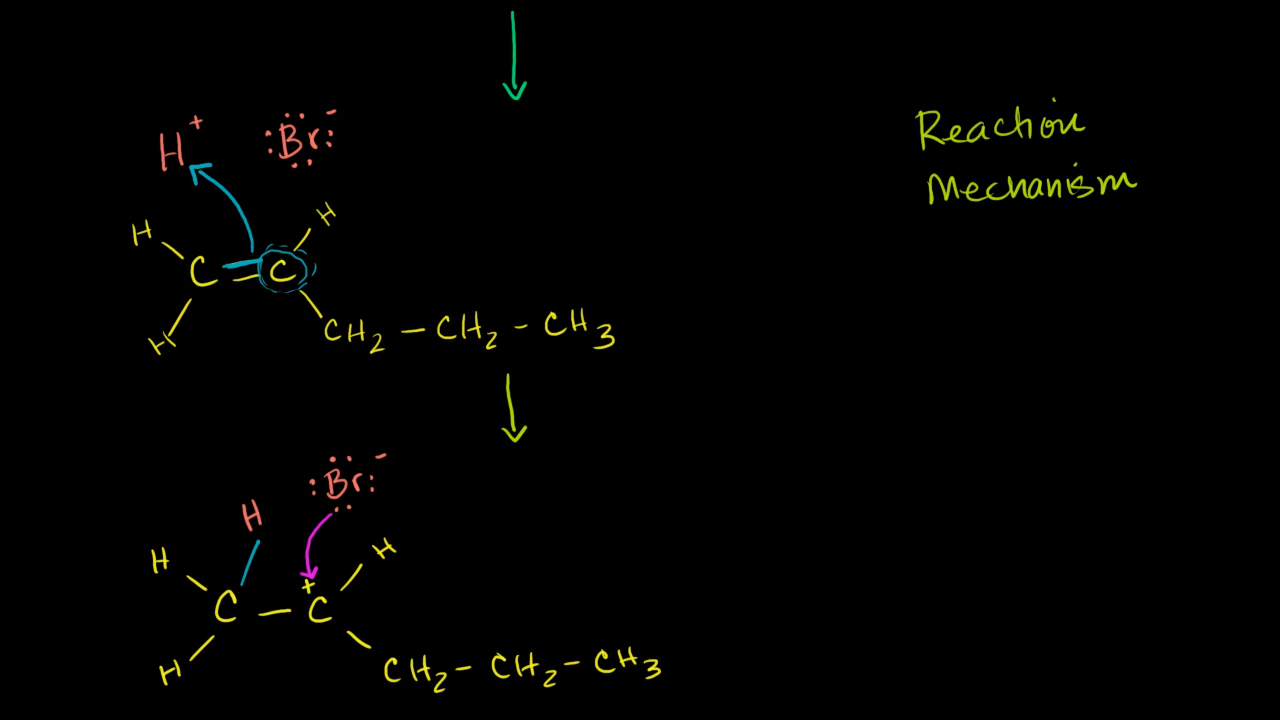 Reaction
Mechanism
H⁺ :Br:⁻
H H
C = C
H
CH₂ — CH₂ — CH₃
:Br:⁻
H
H H
C — C⁺
H
CH₂ — CH₂ — CH₃